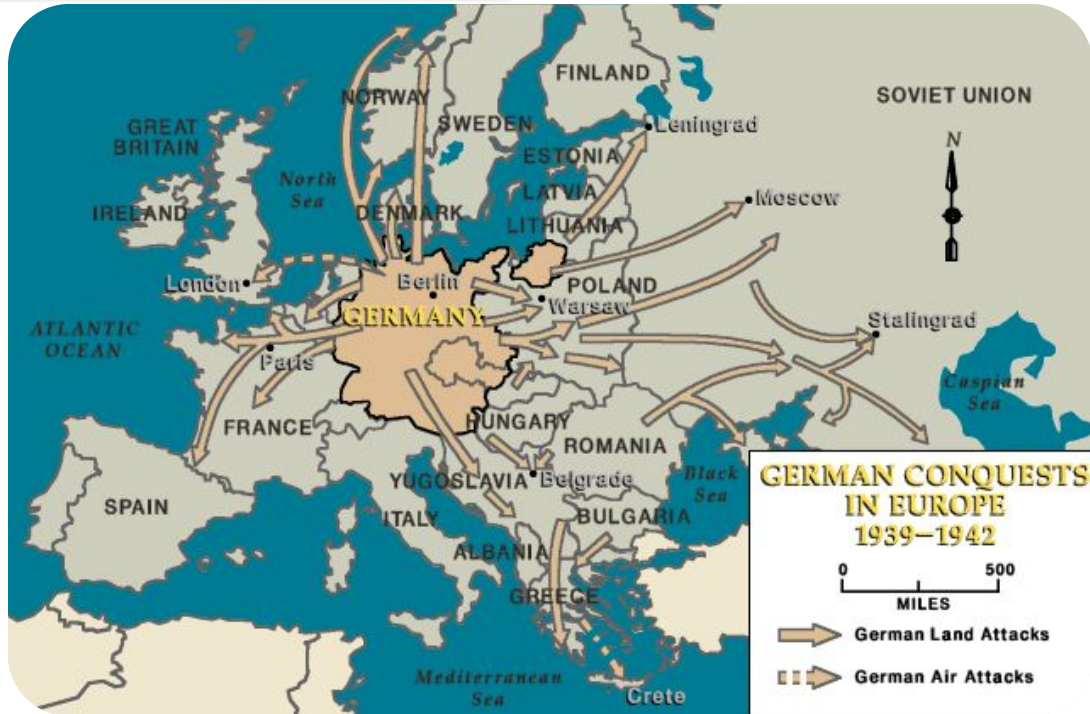 FINLAND
SOVIET UNION
NORWAY
GREAT
BRITAIN
SWEDEN
Leningrad
N
ESTONIA
North
Sea
LATVIA
Moscow
IRELAND
DENMARK
LITHUANIA
London
Berlin
POLAND
Warsaw
GERMANY
ATLANTIC
OCEAN
Stalingrad
Paris
Caspian
Sea
FRANCE
HUNGARY
ROMANIA
YUGOSLAVIA
Belgrade
Black
Sea
SPAIN
ITALY
BULGARIA
ALBANIA
GREECE
Mediterranean
Sea
Crete
GERMAN CONQUESTS
IN EUROPE
1939–1942
0 500
MILES
German Land Attacks
German Air Attacks